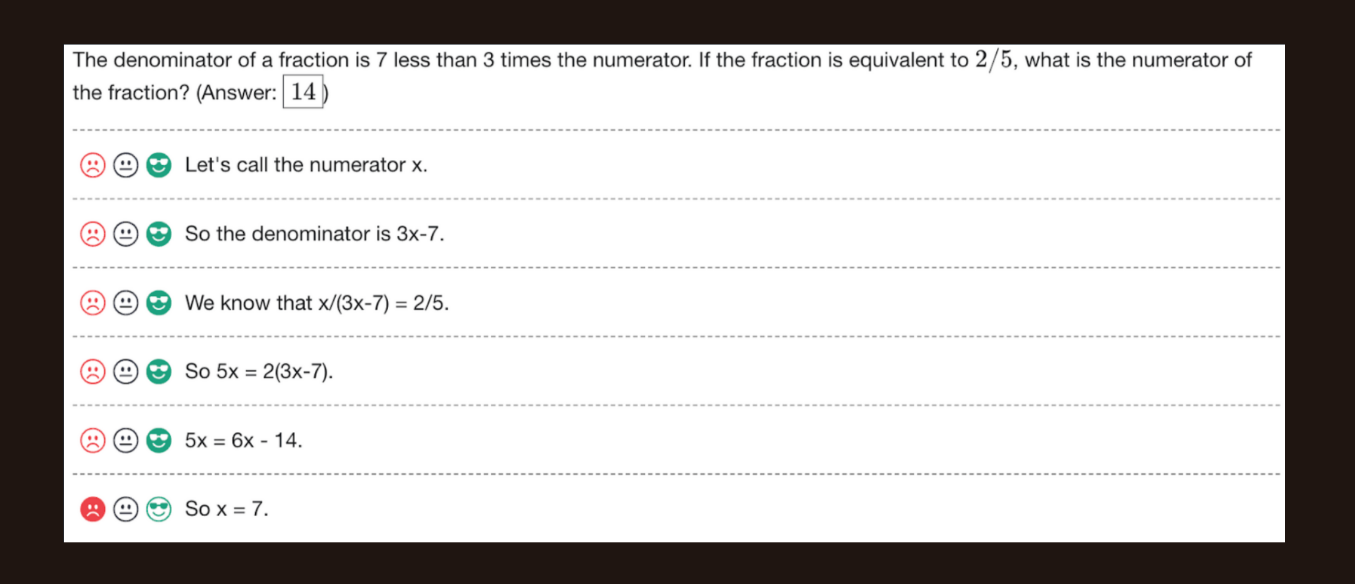 The denominator of a fraction is 7 less than 3 times the numerator. If the fraction is equivalent to 2/5, what is the numerator of
the fraction? (Answer: 14)
Let's call the numerator x.
So the denominator is 3x-7.
We know that x/(3x-7) = 2/5.
So 5x = 2(3x-7).
5x = 6x - 14.
So x = 7.